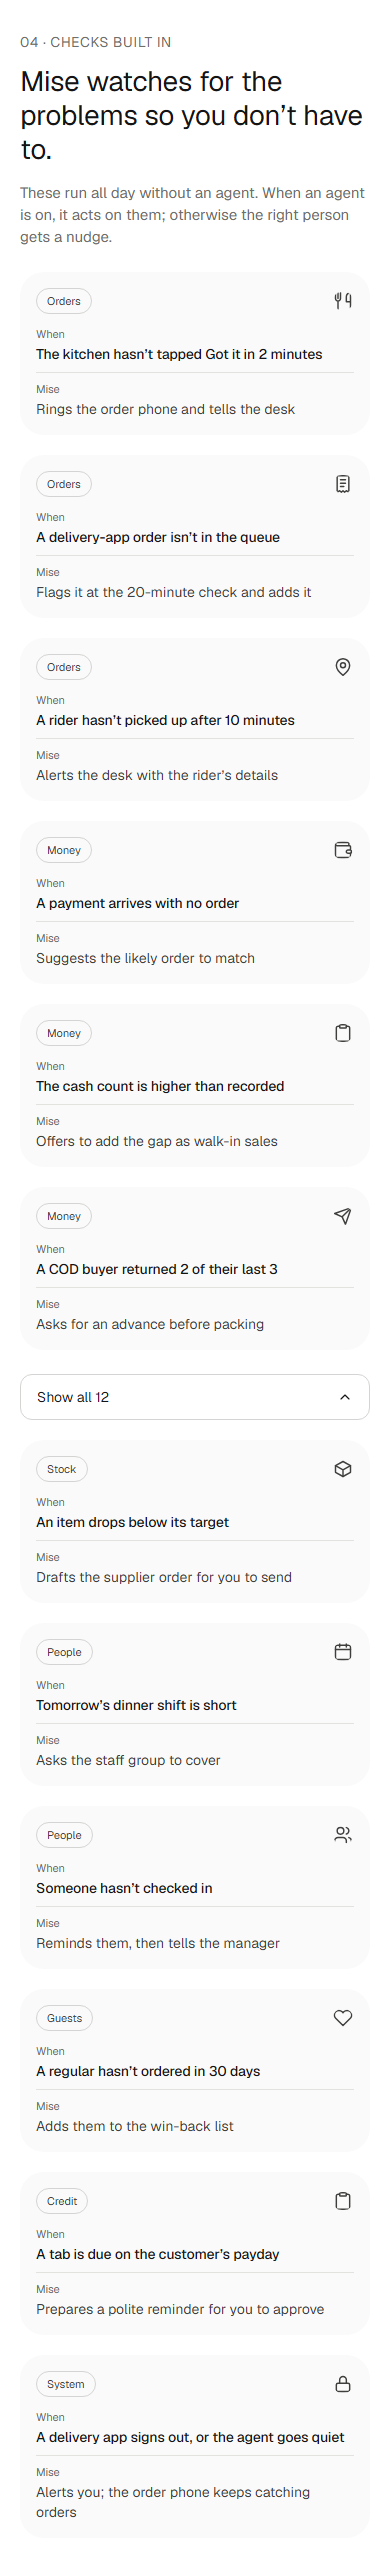 04 · CHECKS BUILT IN
Mise watches for the
problems so you don’t have
to.
These run all day without an agent. When an agent
is on, it acts on them; otherwise the right person
gets a nudge.
Orders
When
The kitchen hasn’t tapped Got it in 2 minutes
Mise
Rings the order phone and tells the desk
Orders
When
A delivery-app order isn’t in the queue
Mise
Flags it at the 20-minute check and adds it
Orders
When
A rider hasn’t picked up after 10 minutes
Mise
Alerts the desk with the rider’s details
Money
When
A payment arrives with no order
Mise
Suggests the likely order to match
Money
When
The cash count is higher than recorded
Mise
Offers to add the gap as walk-in sales
Money
When
A COD buyer returned 2 of their last 3
Mise
Asks for an advance before packing
Show all 12
Stock
When
An item drops below its target
Mise
Drafts the supplier order for you to send
People
When
Tomorrow’s dinner shift is short
Mise
Asks the staff group to cover
People
When
Someone hasn’t checked in
Mise
Reminds them, then tells the manager
Guests
When
A regular hasn’t ordered in 30 days
Mise
Adds them to the win-back list
Credit
When
A tab is due on the customer’s payday
Mise
Prepares a polite reminder for you to approve
System
When
A delivery app signs out, or the agent goes quiet
Mise
Alerts you; the order phone keeps catching
orders